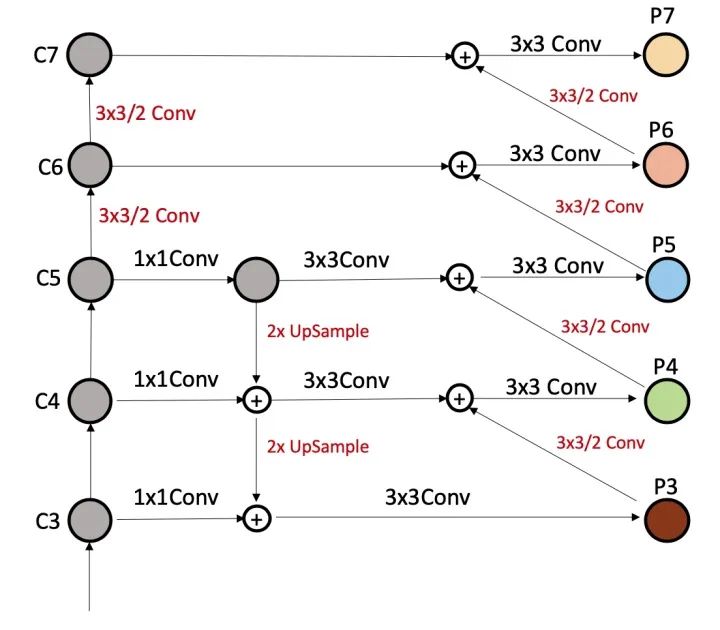 P7
C7
3x3 Conv
3x3/2 Conv
3x3/2 Conv
P6
C6
3x3 Conv
3x3/2 Conv
3x3/2 Conv
P5
C5
1x1Conv
3x3Conv
3x3 Conv
2x UpSample
3x3/2 Conv
P4
C4
1x1Conv
3x3Conv
3x3 Conv
2x UpSample
3x3/2 Conv
P3
C3
1x1Conv
3x3Conv